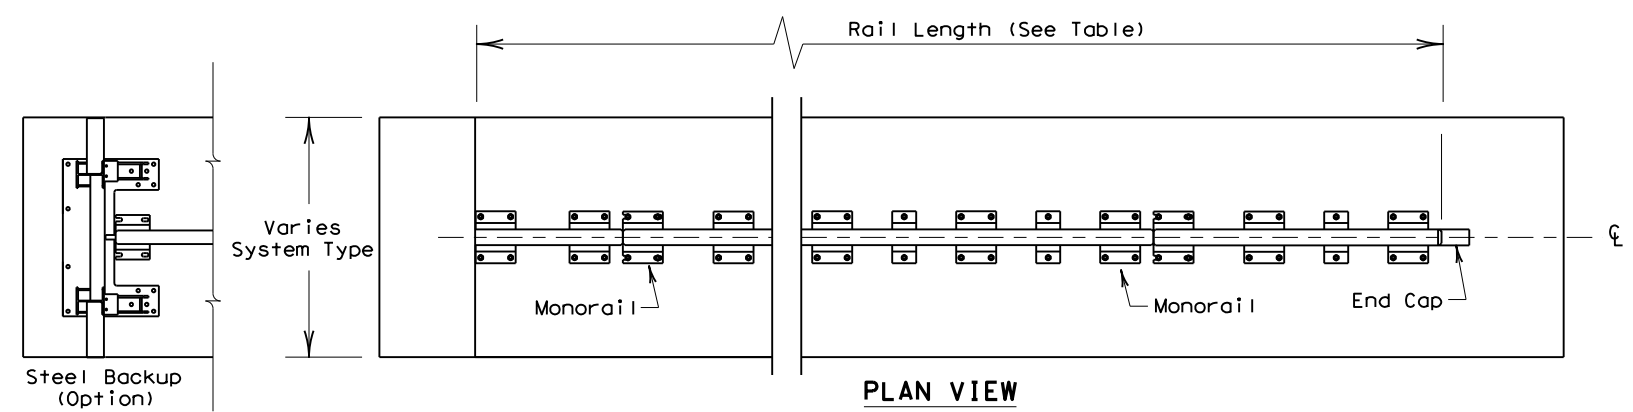 Rail Length (See Table)
Varies
System Type
℄
Monorail
Monorail
End Cap
Steel Backup
(Option)
PLAN VIEW